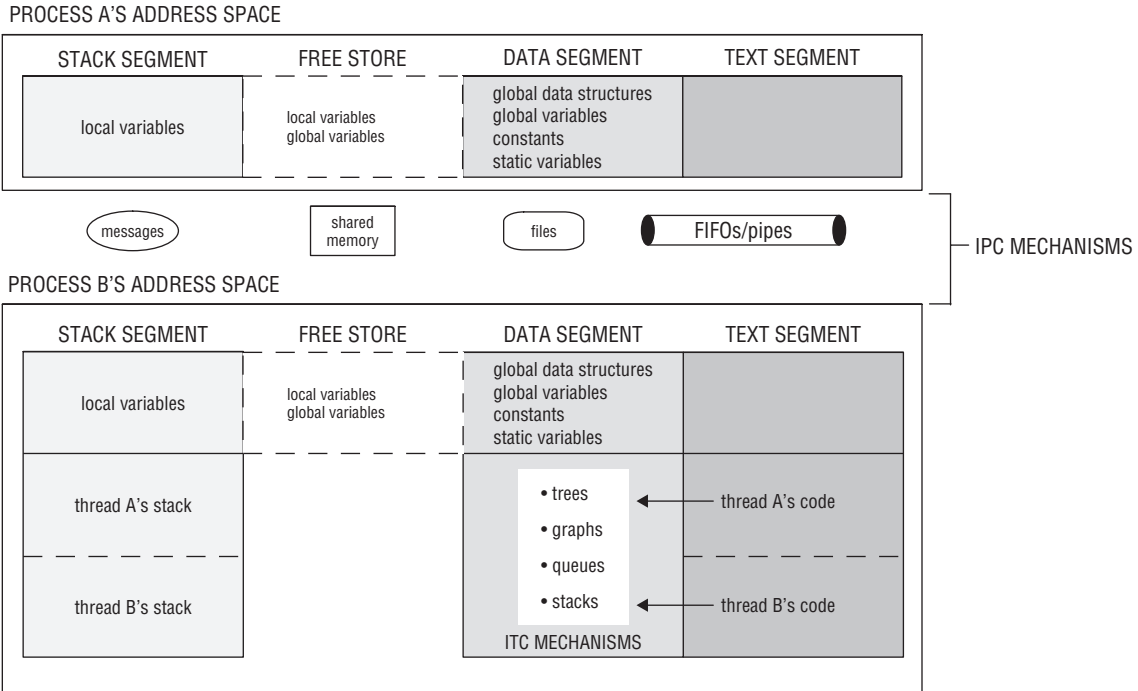 PROCESS A'S ADDRESS SPACE
STACK SEGMENT
FREE STORE
DATA SEGMENT
TEXT SEGMENT
local variables
local variables
global variables
global data structures
global variables
constants
static variables
messages
shared
memory
files
FIFOs/pipes
IPC MECHANISMS
PROCESS B'S ADDRESS SPACE
STACK SEGMENT
FREE STORE
DATA SEGMENT
TEXT SEGMENT
local variables
local variables
global variables
global data structures
global variables
constants
static variables
thread A's stack
• trees
• graphs
• queues
• stacks
thread A's code
thread B's stack
thread B's code
ITC MECHANISMS